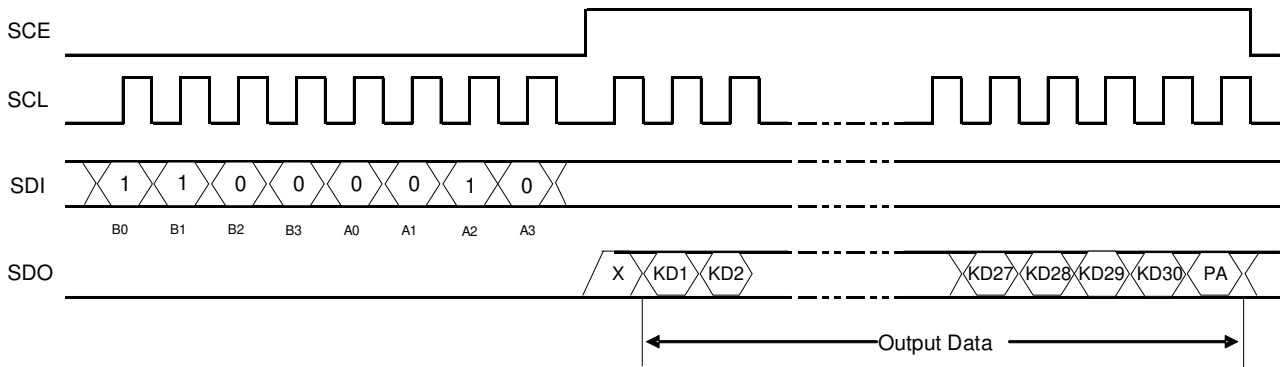 SCE
SCL
SDI 1 1 0 0 0 0 1 0
B0 B1 B2 B3 A0 A1 A2 A3
SDO X KD1 KD2 KD27 KD28 KD29 KD30 PA
Output Data